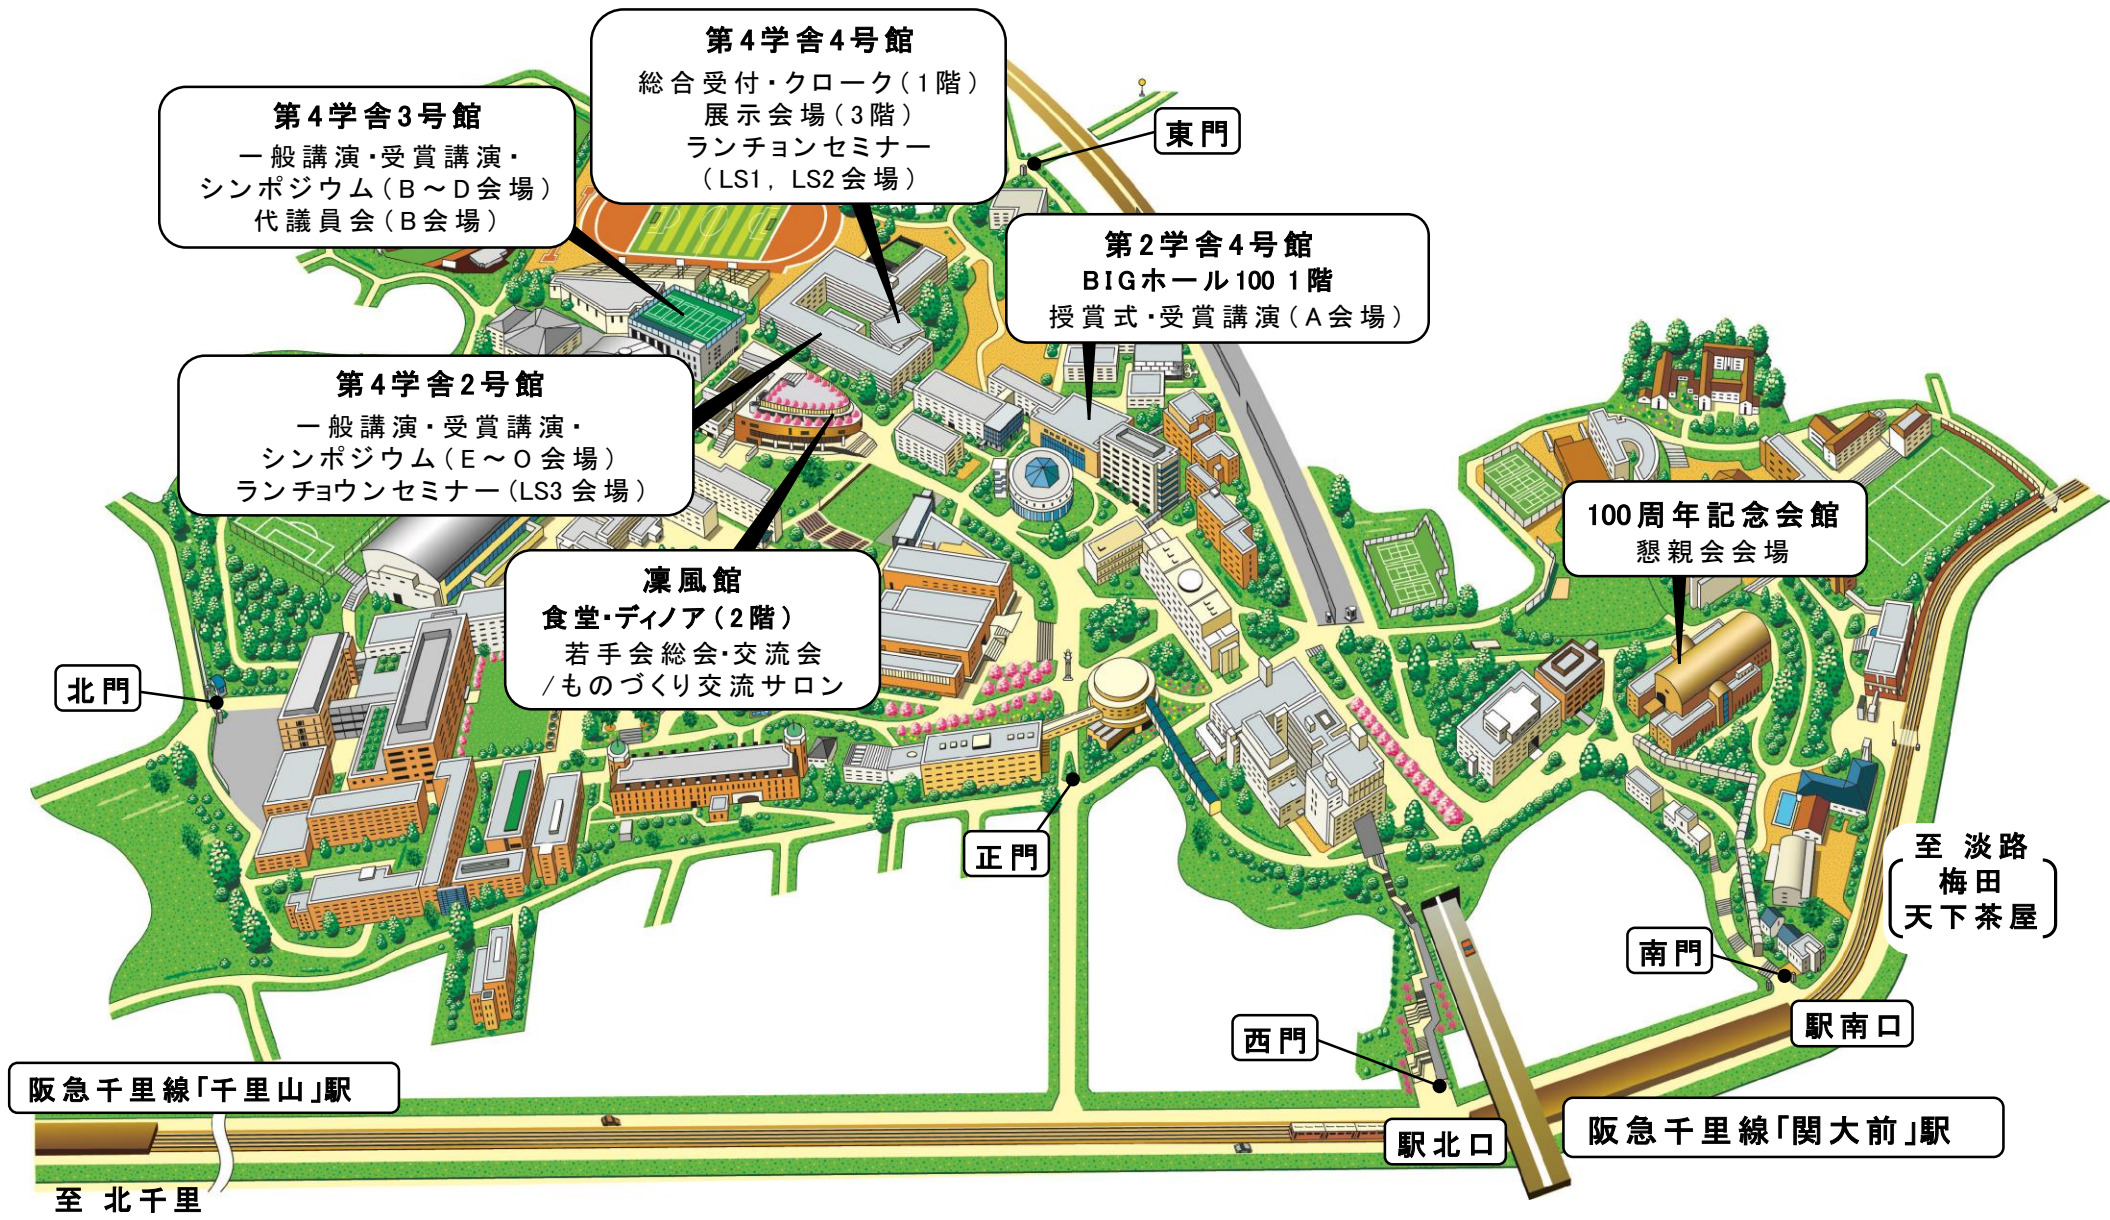 第4学舎4号館
総合受付・クローク(1階)
展示会場(3階)
ランチョンセミナー
(LS1, LS2会場)
第4学舎3号館
一般講演・受賞講演・
シンポジウム(B～D会場)
代議員会(B会場)
東門
第2学舎4号館
BIGホール100 1階
授賞式・受賞講演(A会場)
第4学舎2号館
一般講演・受賞講演・
シンポジウム(E～O会場)
ランチョウンセミナー(LS3会場)
100周年記念会館
懇親会会場
凜風館
食堂・ディノア(2階)
若手会総会・交流会
/ものづくり交流サロン
北門
正門
至 淡路
梅田
天下茶屋
南門
駅南口
西門
阪急千里線「千里山」駅
駅北口
阪急千里線「関大前」駅
至 北千里